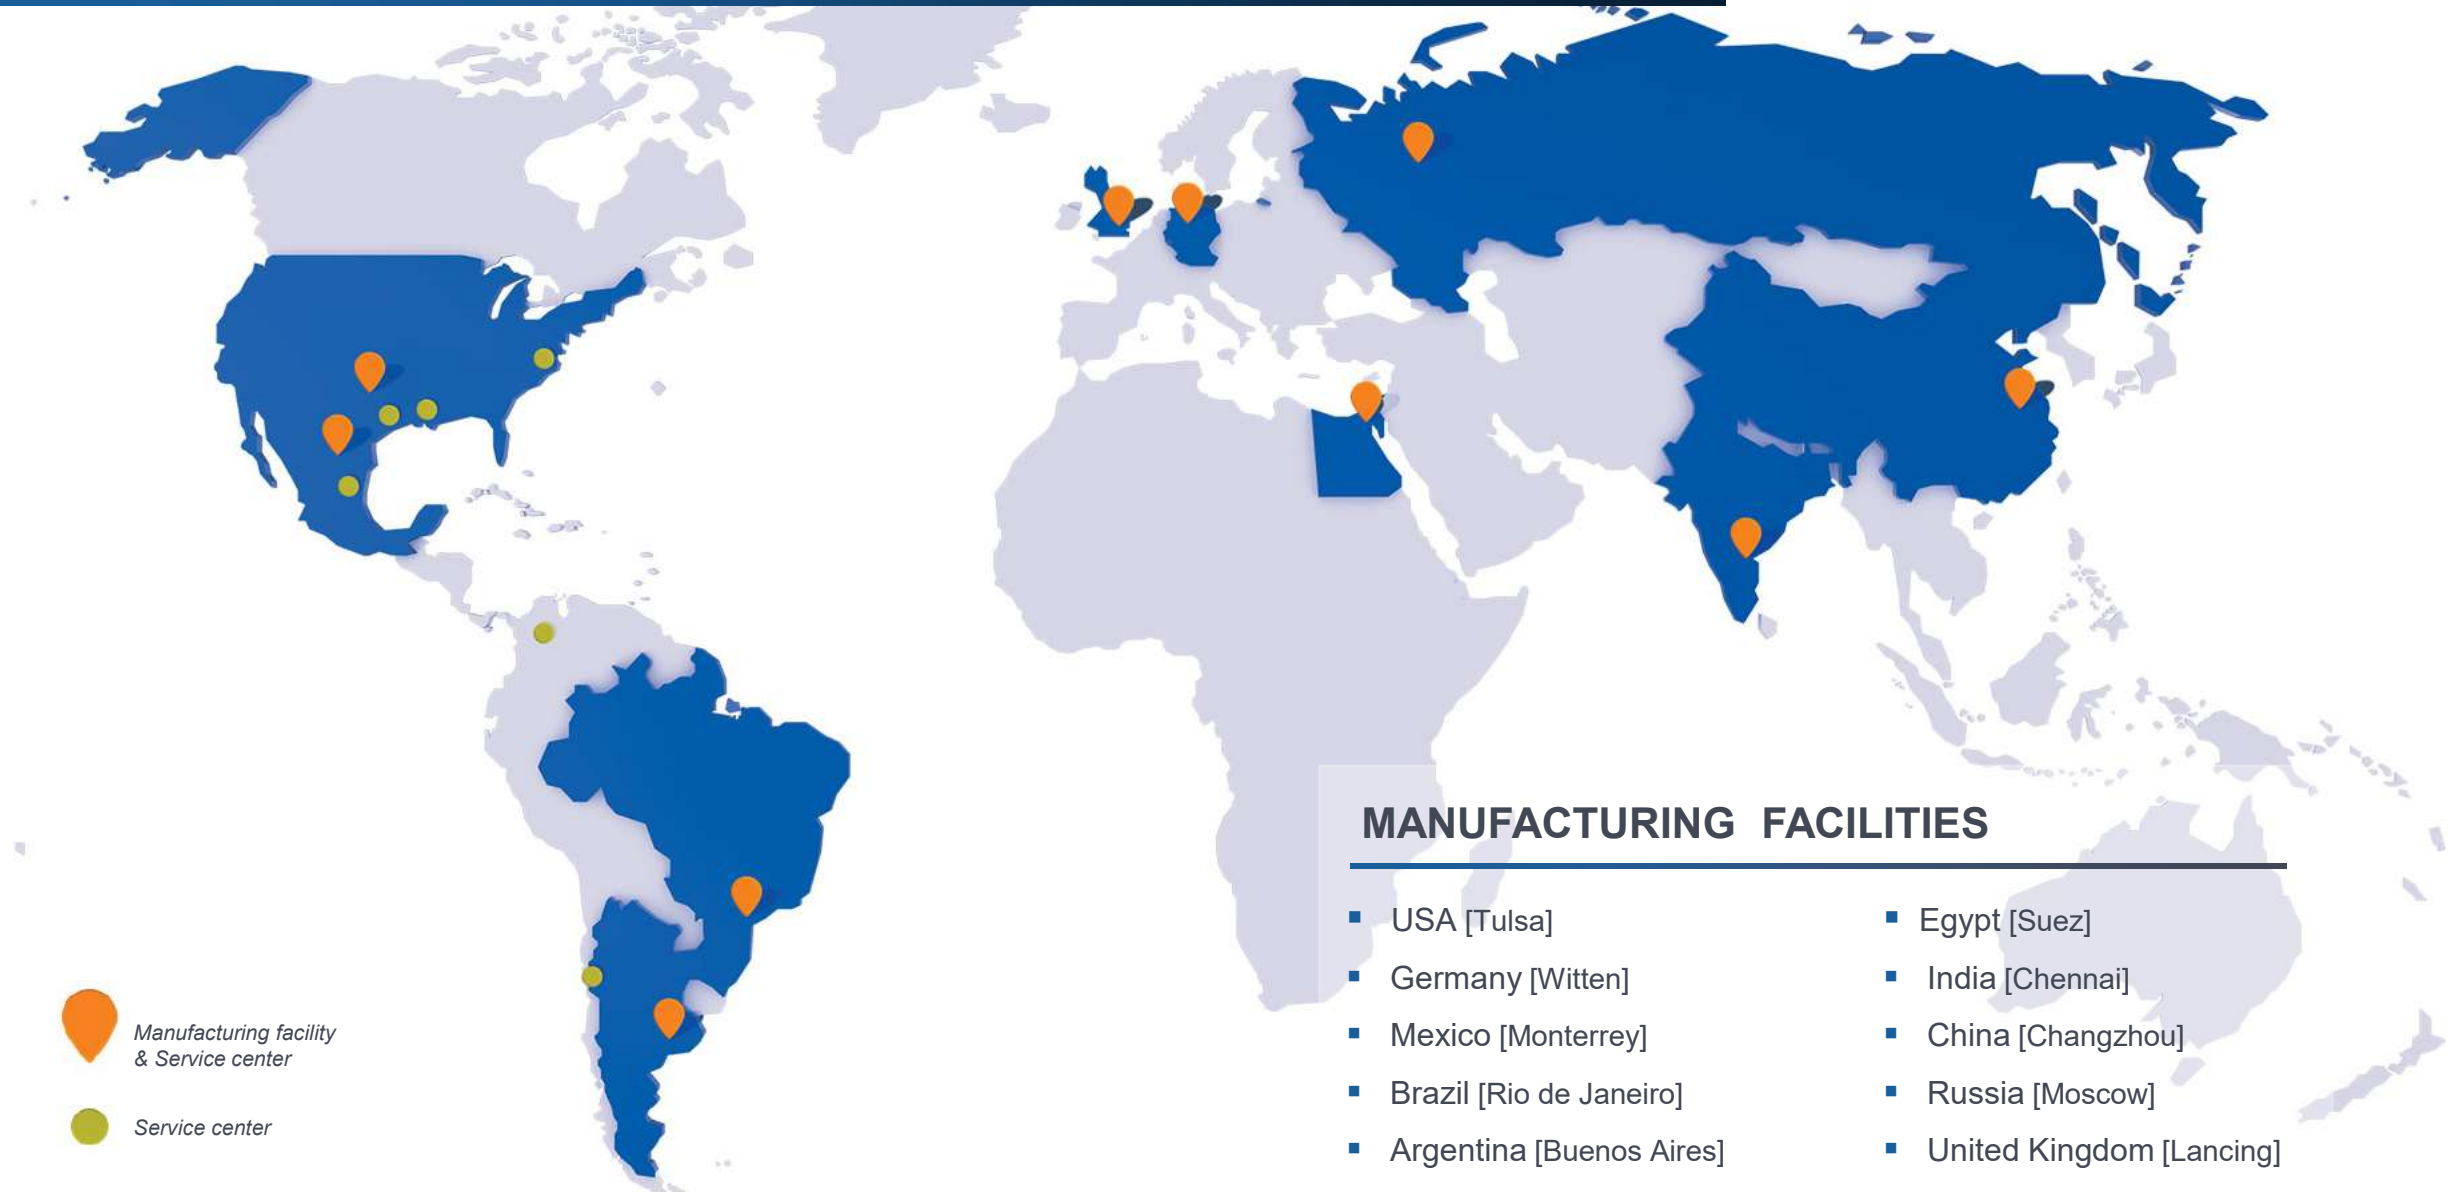 MANUFACTURING FACILITIES
▪ USA [Tulsa]
▪ Germany [Witten]
▪ Mexico [Monterrey]
▪ Brazil [Rio de Janeiro]
▪ Argentina [Buenos Aires]
▪ Egypt [Suez]
▪ India [Chennai]
▪ China [Changzhou]
▪ Russia [Moscow]
▪ United Kingdom [Lancing]
Manufacturing facility
& Service center
Service center